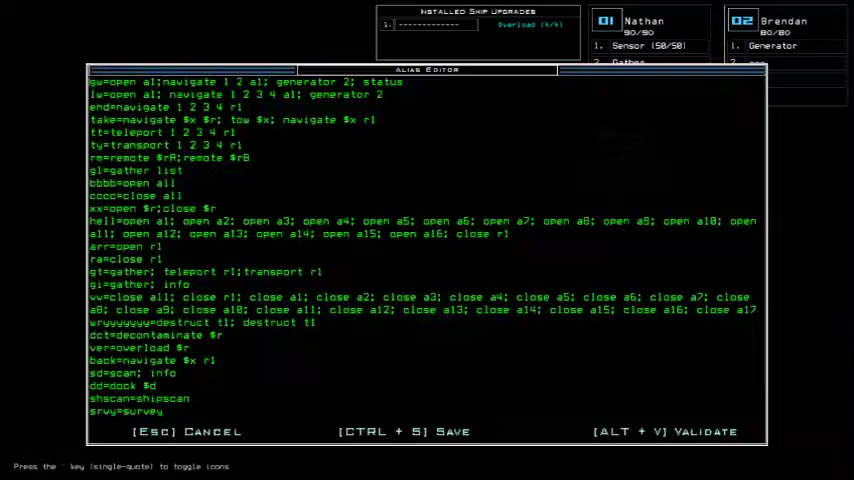 INSTALLED SHIP UPGRADES
1. ------------- Overload (4/4)
01 Nathan
90/90
1. Sensor (50/50)
2. Gather
02 Brendan
80/80
1. Generator
2. ---
ALIAS EDITOR
gw=open a1;navigate 1 2 a1; generator 2; status
lw=open a1; navigate 1 2 3 4 a1; generator 2
end=navigate 1 2 3 4 r1
take=navigate $x $r; tow $x; navigate $x r1
tt=teleport 1 2 3 4 r1
ty=transport 1 2 3 4 r1
rm=remote $rA;remote $rB
gl=gather list
bbbb=open all
cccc=close all
xx=open $r;close $r
hell=open a1; open a2; open a3; open a4; open a5; open a6; open a7; open a8; open a9; open a10; open
a11; open a12; open a13; open a14; open a15; open a16; close r1
arr=open r1
ra=close r1
gt=gather; teleport r1;transport r1
gi=gather; info
vv=close all; close r1; close a1; close a2; close a3; close a4; close a5; close a6; close a7; close
a8; close a9; close a10; close a11; close a12; close a13; close a14; close a15; close a16; close a17
wryyyyyy=destruct t1; destruct t1
dct=decontaminate $r
ver=overload $r
back=navigate $x r1
sd=scan; info
dd=dock $d
shscan=shipscan
srvy=survey
[ESC] CANCEL
[CTRL + S] SAVE
[ALT + V] VALIDATE
Press the ' key (single-quote) to toggle icons